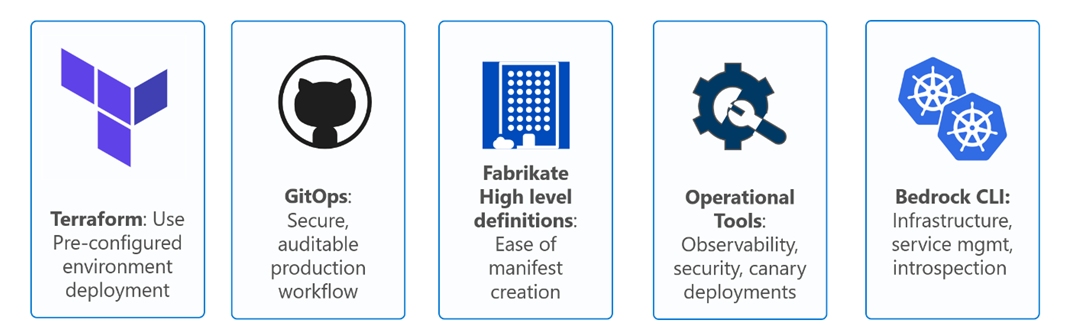 Terraform: Use
Pre-configured
environment
deployment
GitOps:
Secure,
auditable
production
workflow
Fabrikate
High level
definitions:
Ease of
manifest
creation
Operational
Tools:
Observability,
security, canary
deployments
Bedrock CLI:
Infrastructure,
service mgmt,
introspection